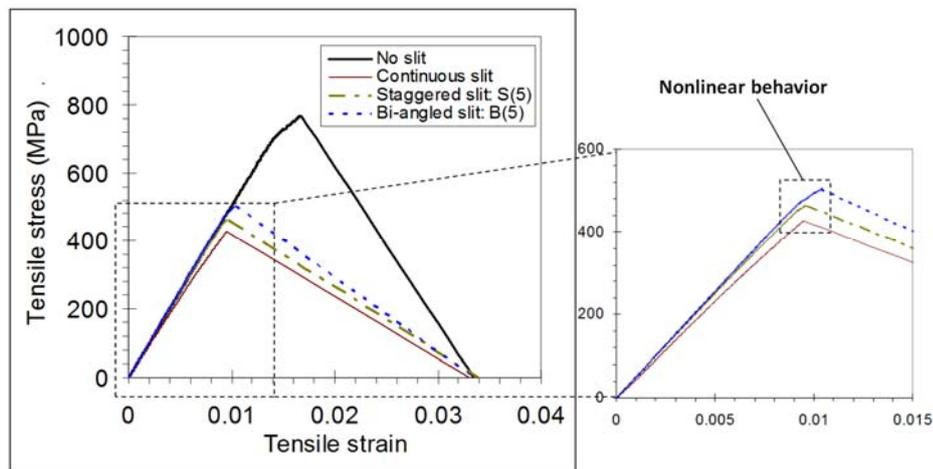 1000
800
600
400
200
0
Tensile stress (MPa)
No slit
Continuous slit
Staggered slit: S(5)
Bi-angled slit: B(5)
0 0.01 0.02 0.03 0.04
Tensile strain
Nonlinear behavior
600
400
200
0
0 0.005 0.01 0.015